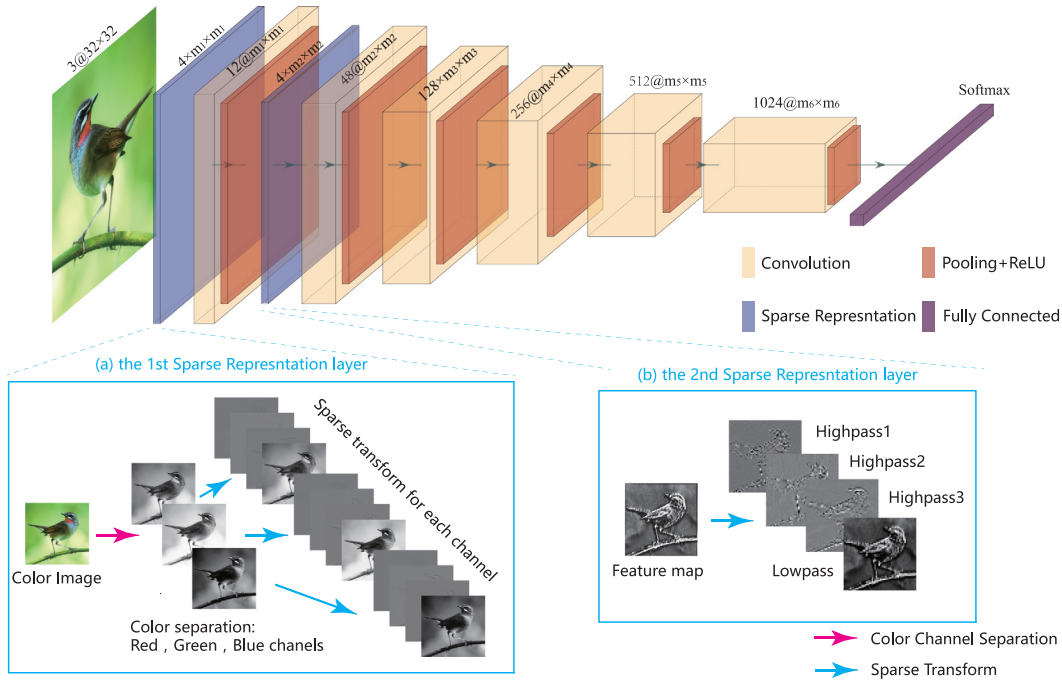 3@32×32
4×m₁×m₁
12@m₁×m₁
4×m₂×m₂
48@m₂×m₂
128×m₃×m₃
256@m₄×m₄
512@m₅×m₅
1024@m₆×m₆
Softmax
Convolution
Pooling+ReLU
Sparse Represntation
Fully Connected
(a) the 1st Sparse Represntation layer
Sparse transform for each channel
Color Image
Color separation:
Red , Green , Blue chanels
(b) the 2nd Sparse Represntation layer
Highpass1
Highpass2
Highpass3
Feature map
Lowpass
Color Channel Separation
Sparse Transform